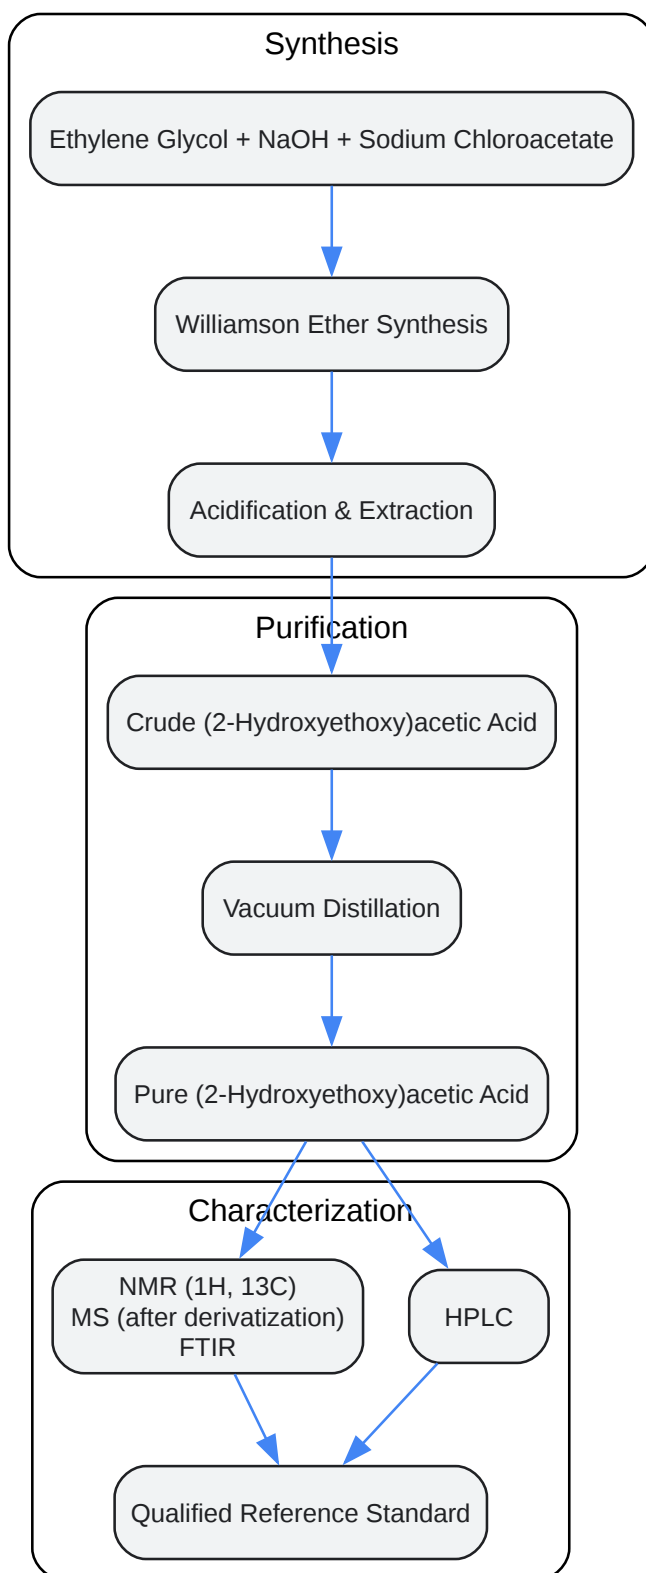 Synthesis
Ethylene Glycol + NaOH + Sodium Chloroacetate
Williamson Ether Synthesis
Acidification & Extraction
Purification
Crude (2-Hydroxyethoxy)acetic Acid
Vacuum Distillation
Pure (2-Hydroxyethoxy)acetic Acid
Characterization
NMR (1H, 13C)
MS (after derivatization)
FTIR
HPLC
Qualified Reference Standard